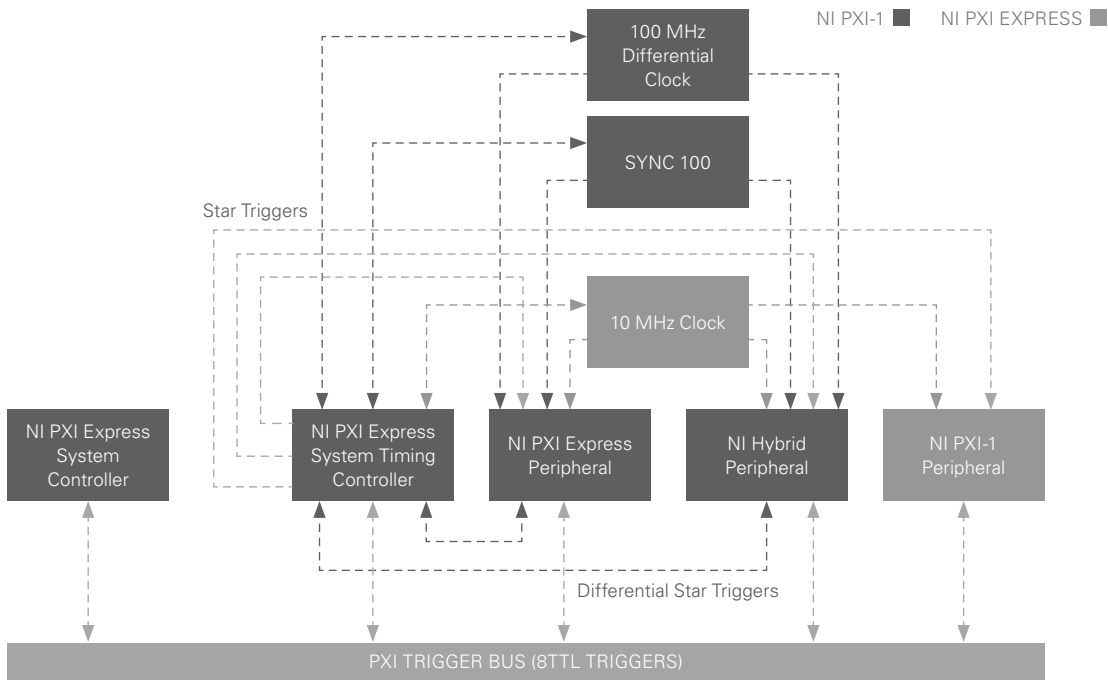 NI PXI-1
NI PXI EXPRESS
100 MHz
Differential
Clock
SYNC 100
Star Triggers
10 MHz Clock
NI PXI Express
System
Controller
NI PXI Express
System Timing
Controller
NI PXI Express
Peripheral
NI Hybrid
Peripheral
NI PXI-1
Peripheral
Differential Star Triggers
PXI TRIGGER BUS (8TTL TRIGGERS)